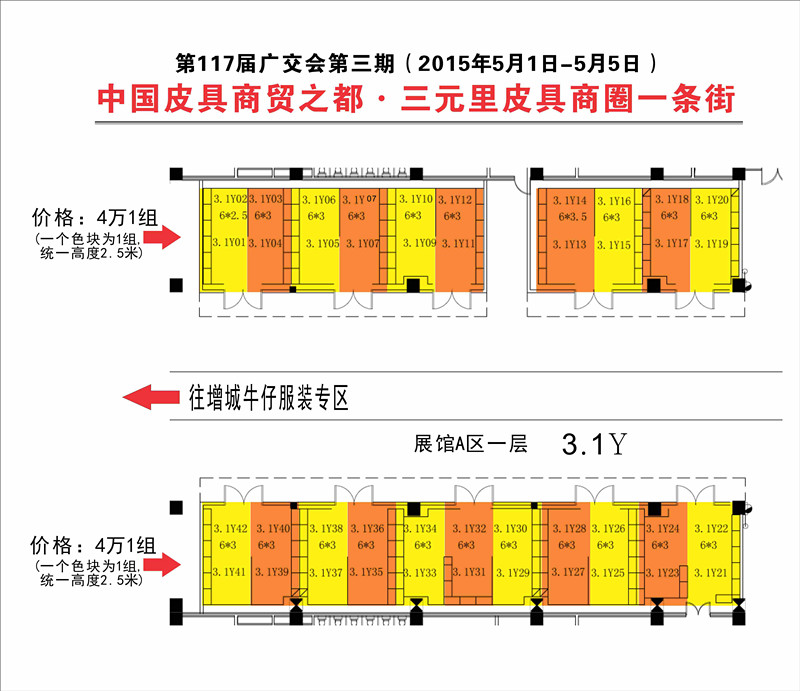 第117届广交会第三期（2015年5月1日-5月5日）
中国皮具商贸之都·三元里皮具商圈一条街
价格：4万1组
(一个色块为1组,
统一高度2.5米)
3.1Y02 3.1Y03 3.1Y06 3.1Y07 3.1Y10 3.1Y12 3.1Y14 3.1Y16 3.1Y18 3.1Y20
6*2.5 6*3 6*3 6*3 6*3 6*3 6*3.5 6*3 6*3 6*3
3.1Y01 3.1Y04 3.1Y05 3.1Y07 3.1Y09 3.1Y11 3.1Y13 3.1Y15 3.1Y17 3.1Y19
往增城牛仔服装专区
展馆A区一层 3.1Y
价格：4万1组
(一个色块为1组,
统一高度2.5米)
3.1Y42 3.1Y40 3.1Y38 3.1Y36 3.1Y34 3.1Y32 3.1Y30 3.1Y28 3.1Y26 3.1Y24 3.1Y22
6*3 6*3 6*3 6*3 6*3 6*3 6*3 6*3 6*3 6*3 6*3
3.1Y41 3.1Y39 3.1Y37 3.1Y35 3.1Y33 3.1Y31 3.1Y29 3.1Y27 3.1Y25 3.1Y23 3.1Y21